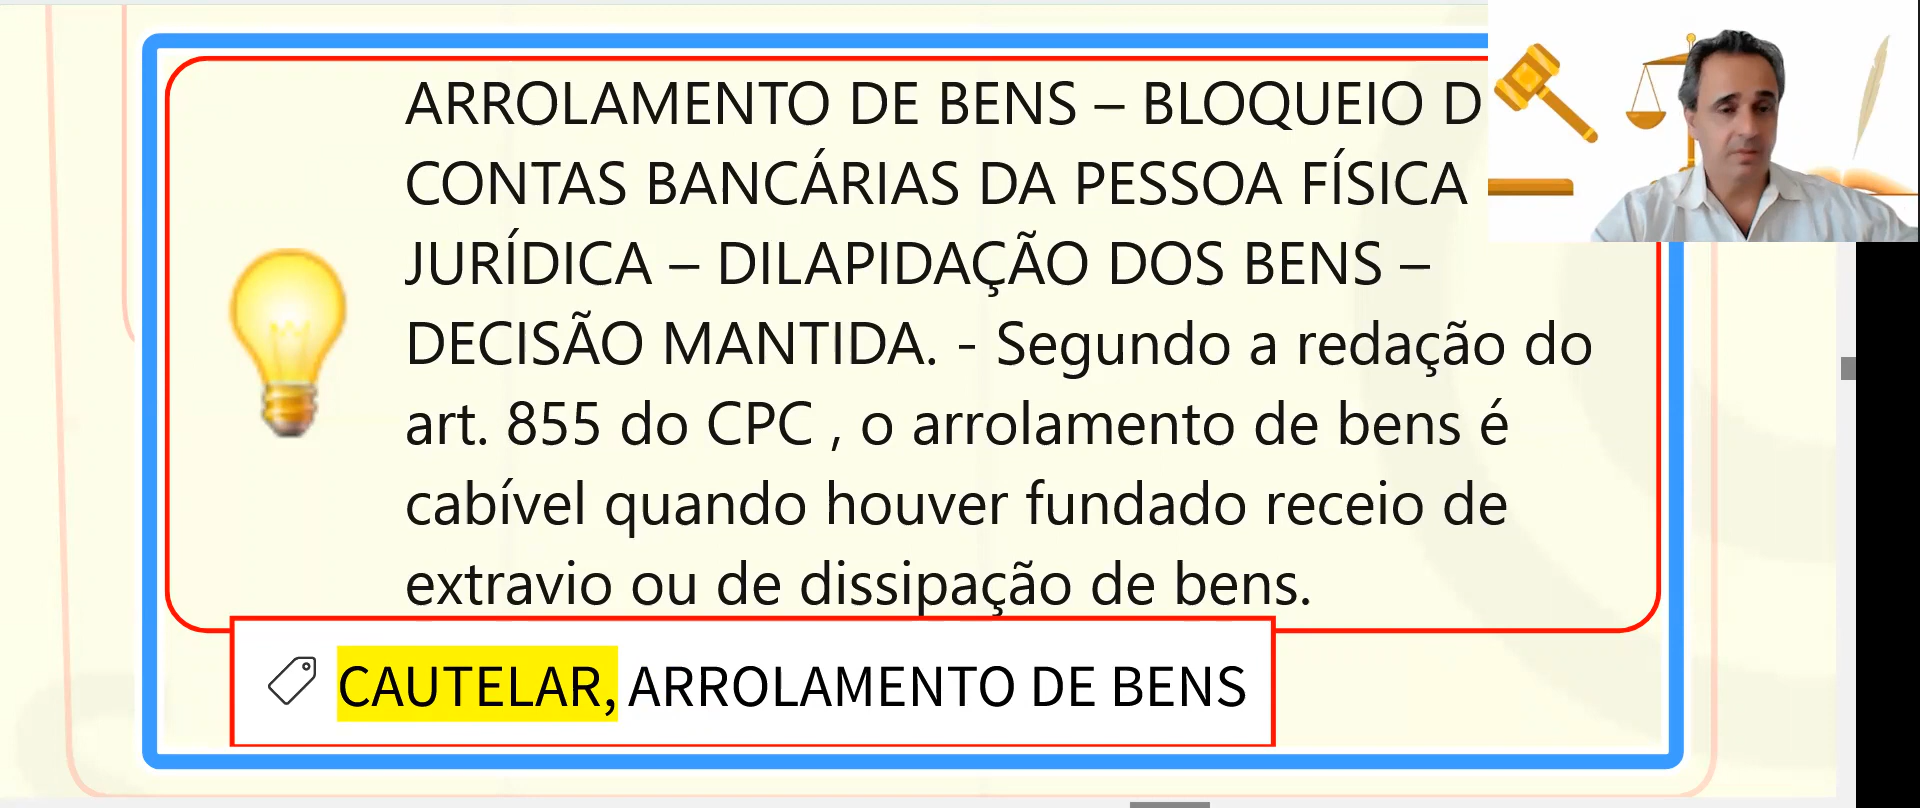 ARROLAMENTO DE BENS – BLOQUEIO D
CONTAS BANCÁRIAS DA PESSOA FÍSICA
JURÍDICA – DILAPIDAÇÃO DOS BENS –
DECISÃO MANTIDA. - Segundo a redação do
art. 855 do CPC , o arrolamento de bens é
cabível quando houver fundado receio de
extravio ou de dissipação de bens.
CAUTELAR, ARROLAMENTO DE BENS